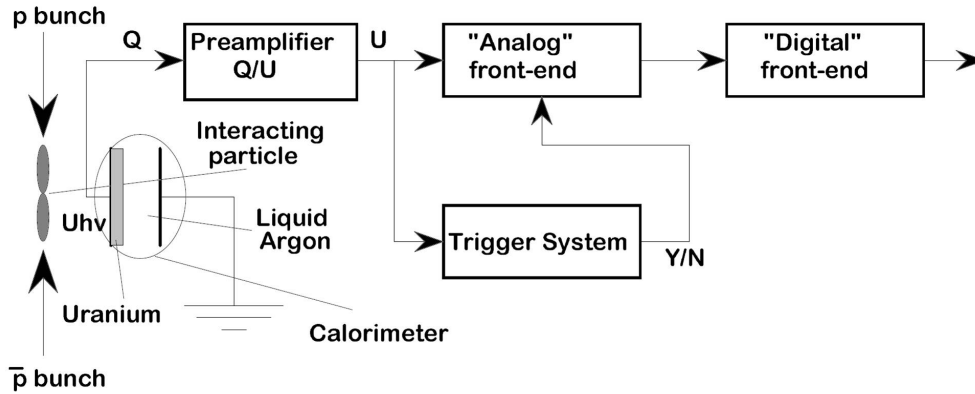 p bunch
Q
Preamplifier
Q/U
U
"Analog"
front-end
"Digital"
front-end
Interacting
particle
Uhv
Liquid
Argon
Trigger System
Y/N
Uranium
Calorimeter
p̅ bunch